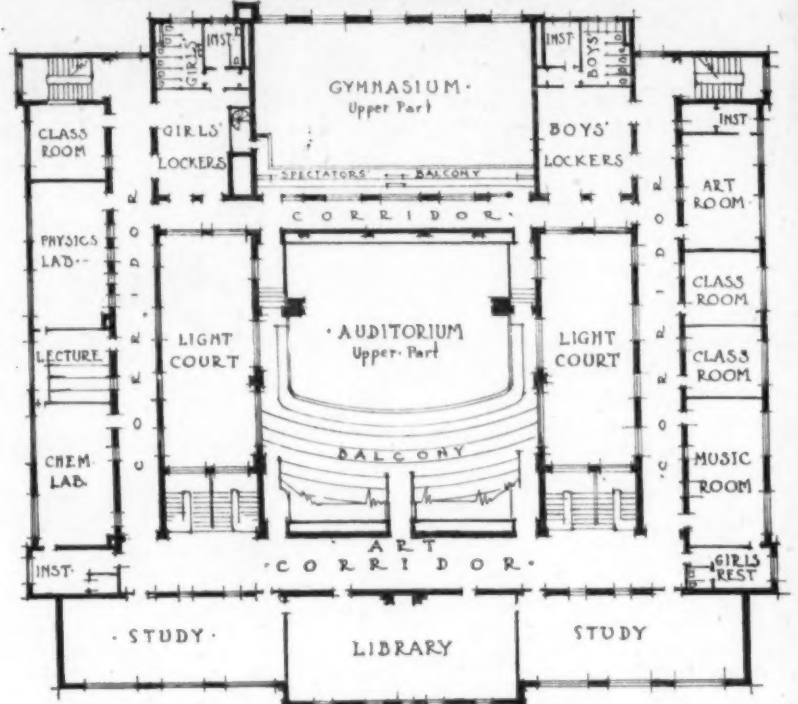 INST.
GIRLS'
GYMNASIUM.
Upper Part
INST.
BOYS'
CLASS
ROOM
GIRLS'
LOCKERS
SPECTATORS' BALCONY
BOYS'
LOCKERS
INST.
ART
ROOM.
CORRIDOR.
PHYSICS
LAB.
CORRIDOR
CORRIDOR
CLASS
ROOM
LIGHT
COURT
. AUDITORIUM
Upper. Part
LIGHT
COURT
LECTURE
CLASS
ROOM
CHEM.
LAB.
BALCONY
MUSIC
ROOM
ART
.CORRIDOR.
INST.
GIRLS
REST
. STUDY .
LIBRARY
STUDY